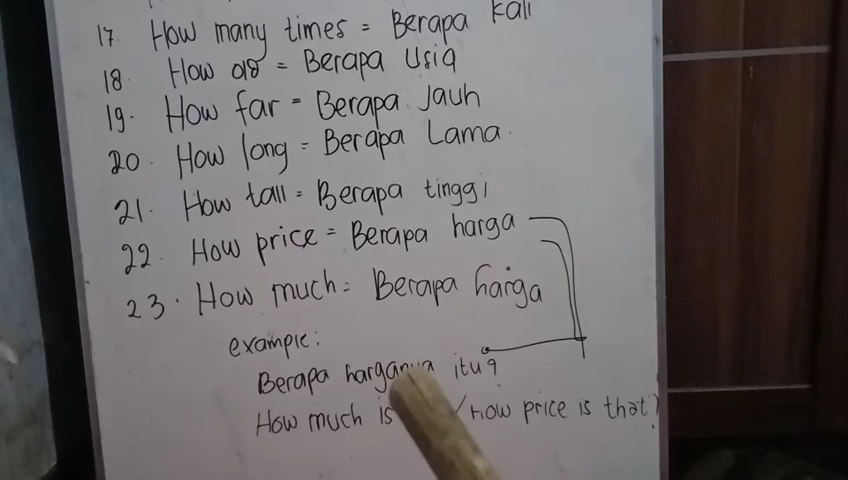 17. How many times = Berapa kali
18. How old = Berapa Usia
19. How far = Berapa Jauh
20. How long = Berapa Lama
21. How tall = Berapa tinggi
22. How price = Berapa harga
23. How much = Berapa harga
example:
Berapa harganya itu?
How much is /how price is that?